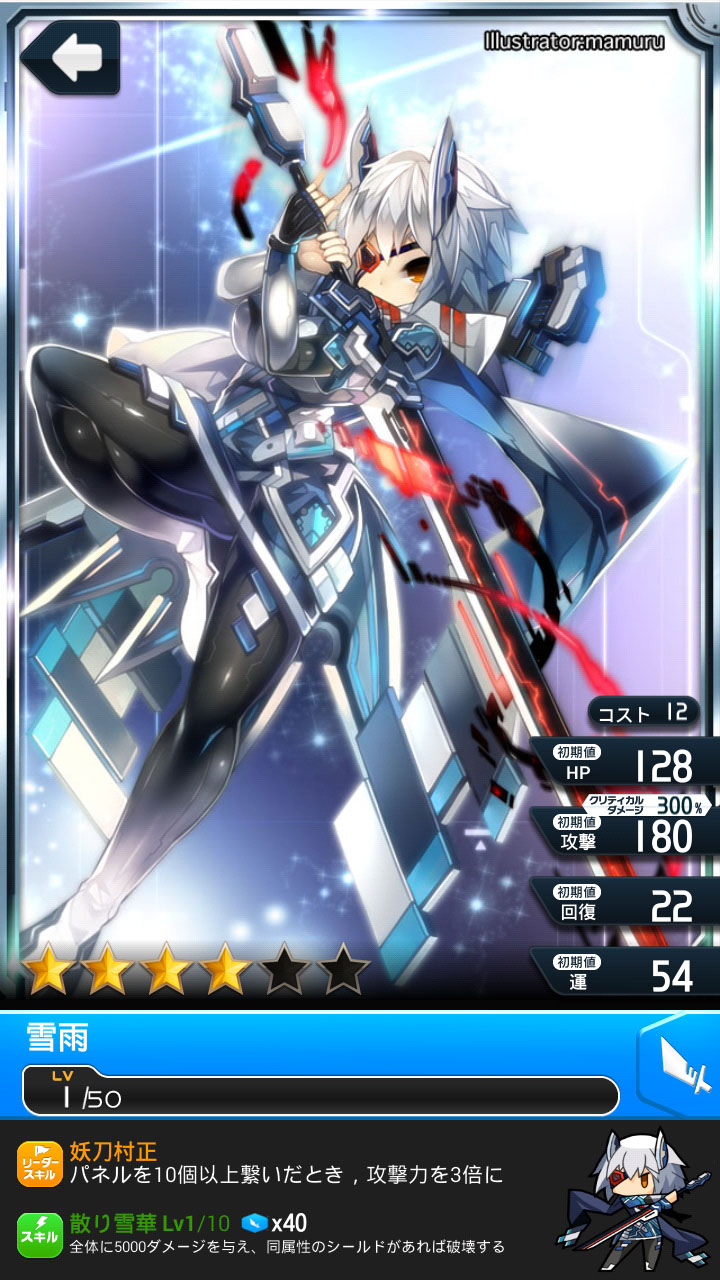 Illustrator:mamuru
コスト 12
初期値
HP 128
クリティカル
ダメージ 300%
初期値
攻撃 180
初期値
回復 22
初期値
運 54
雪雨
LV
1/50
リーダー
スキル
妖刀村正
パネルを10個以上繋いだとき,攻撃力を3倍に
スキル
散り雪華 Lv1/10 x40
全体に5000ダメージを与え、同属性のシールドがあれば破壊する